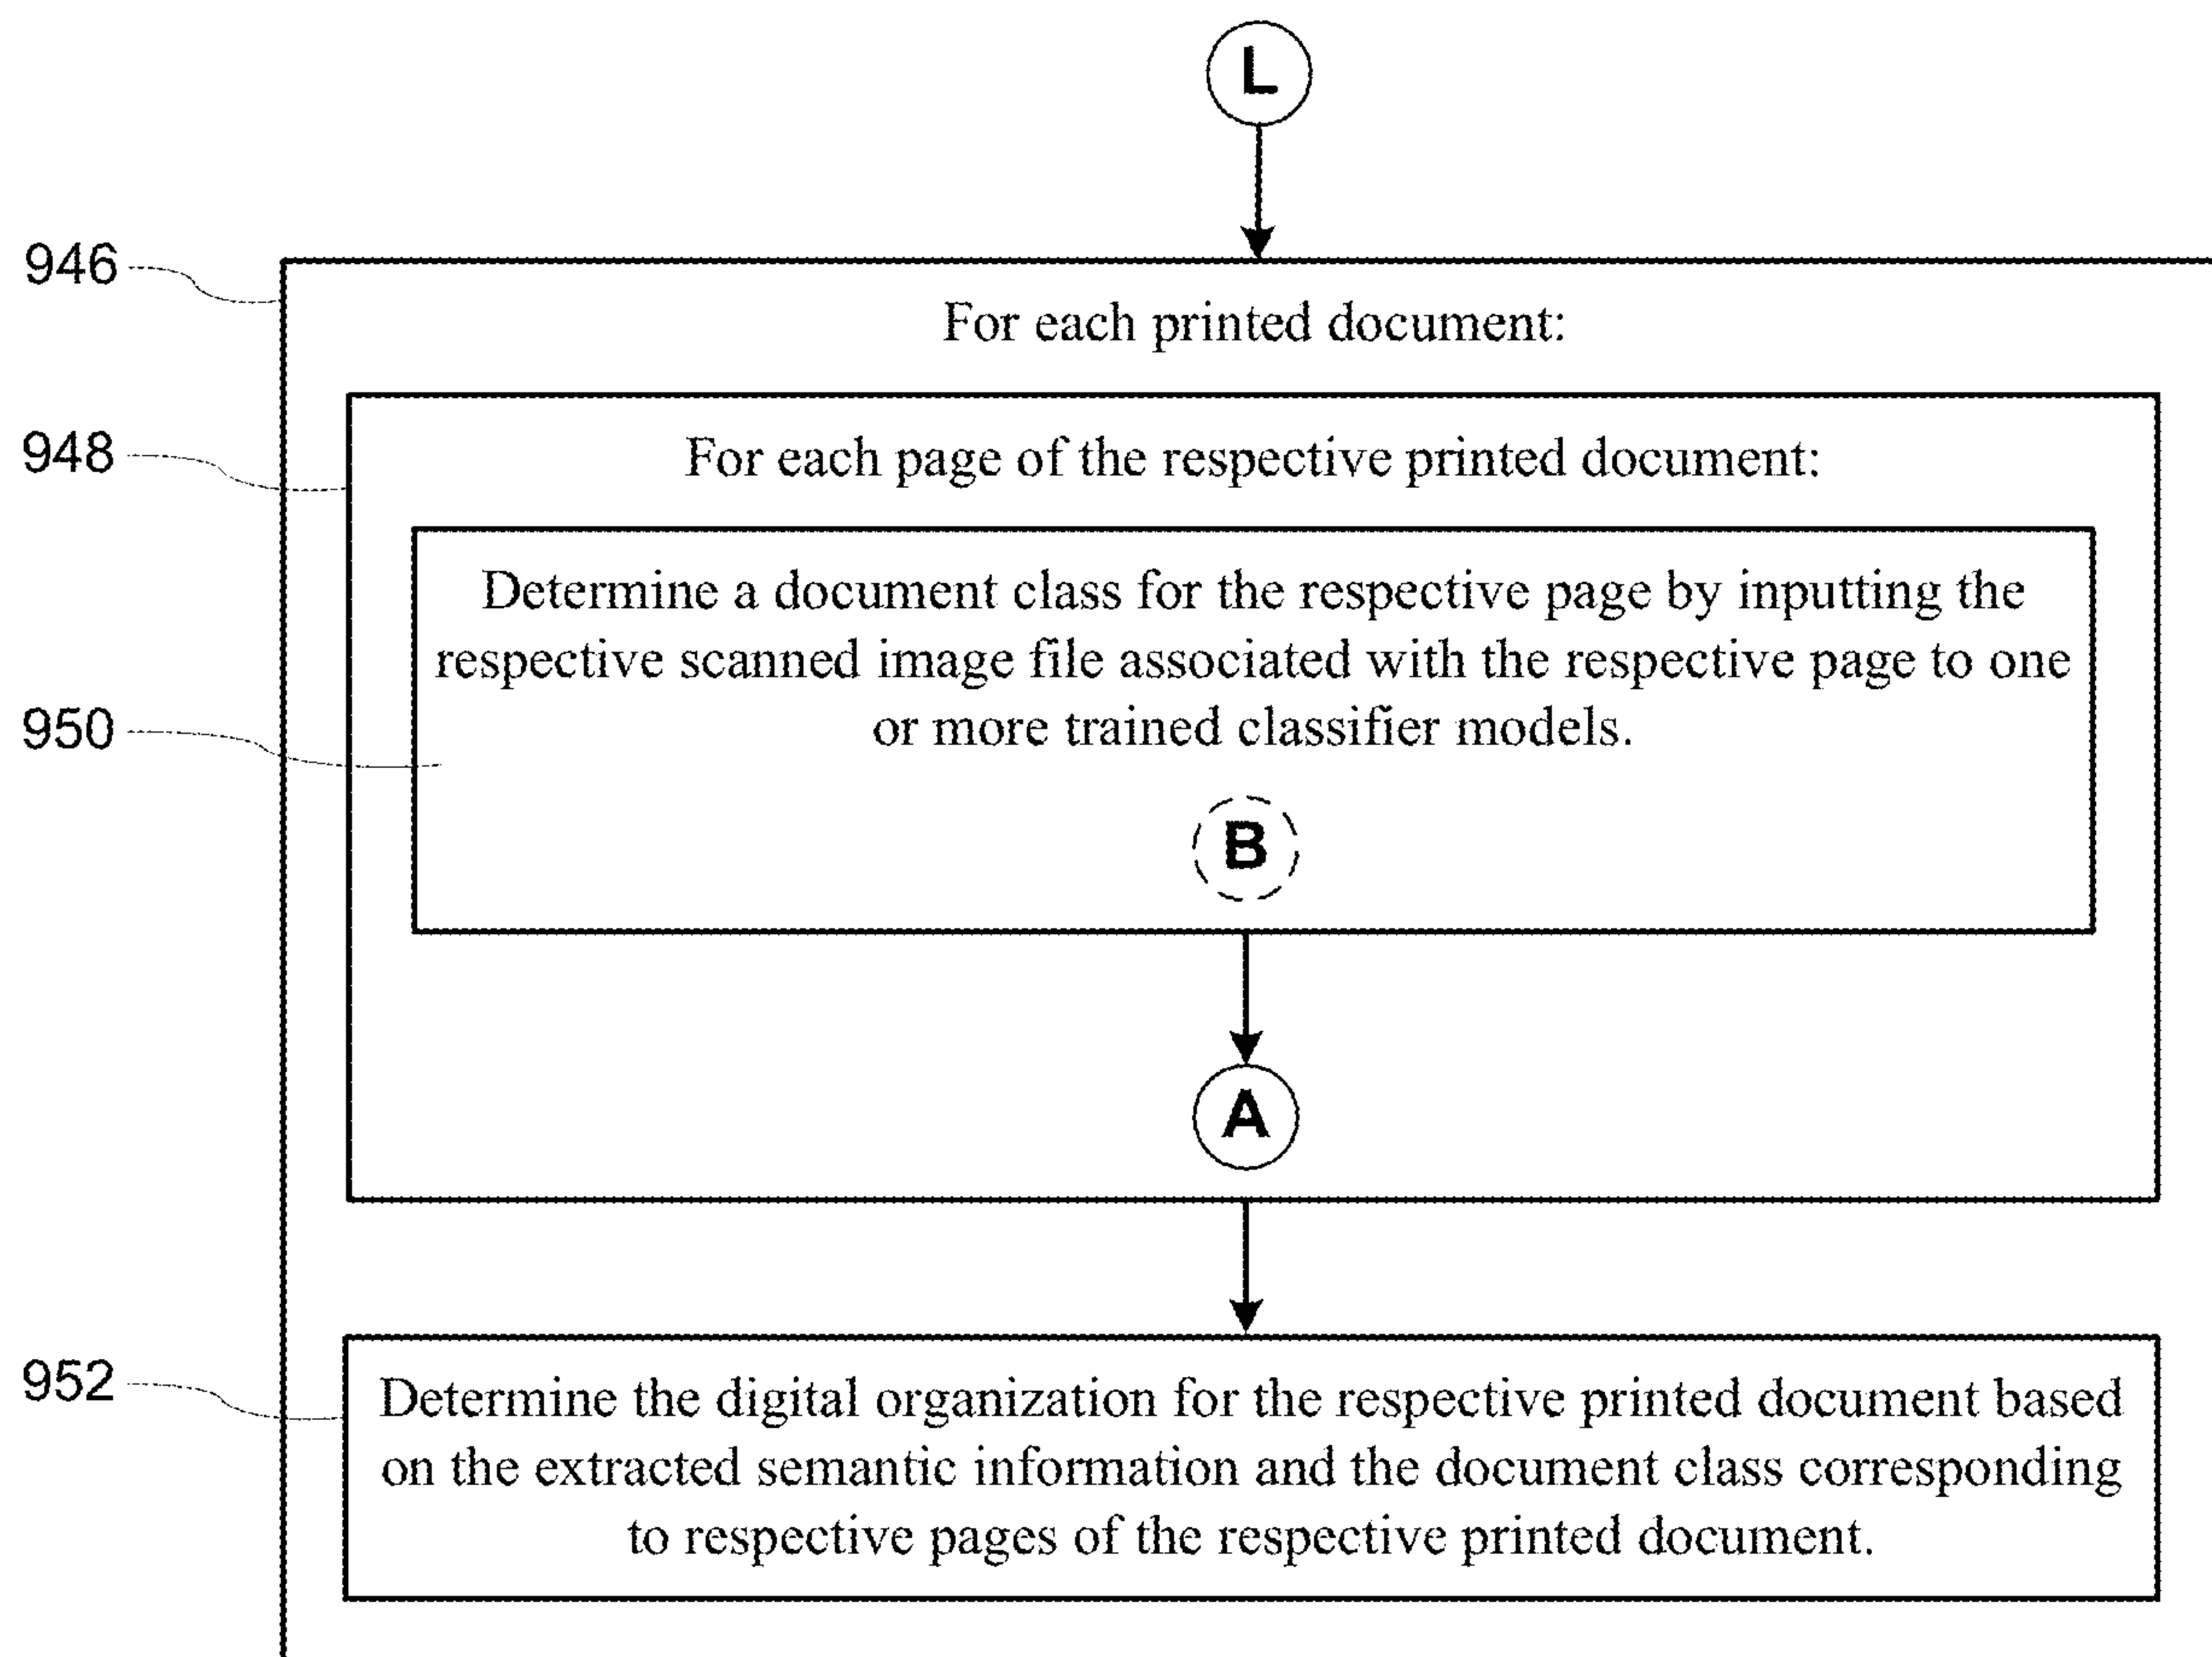 L
946
For each printed document:
948
For each page of the respective printed document:
950
Determine a document class for the respective page by inputting the
respective scanned image file associated with the respective page to one
or more trained classifier models.
B
A
952
Determine the digital organization for the respective printed document based
on the extracted semantic information and the document class corresponding
to respective pages of the respective printed document.